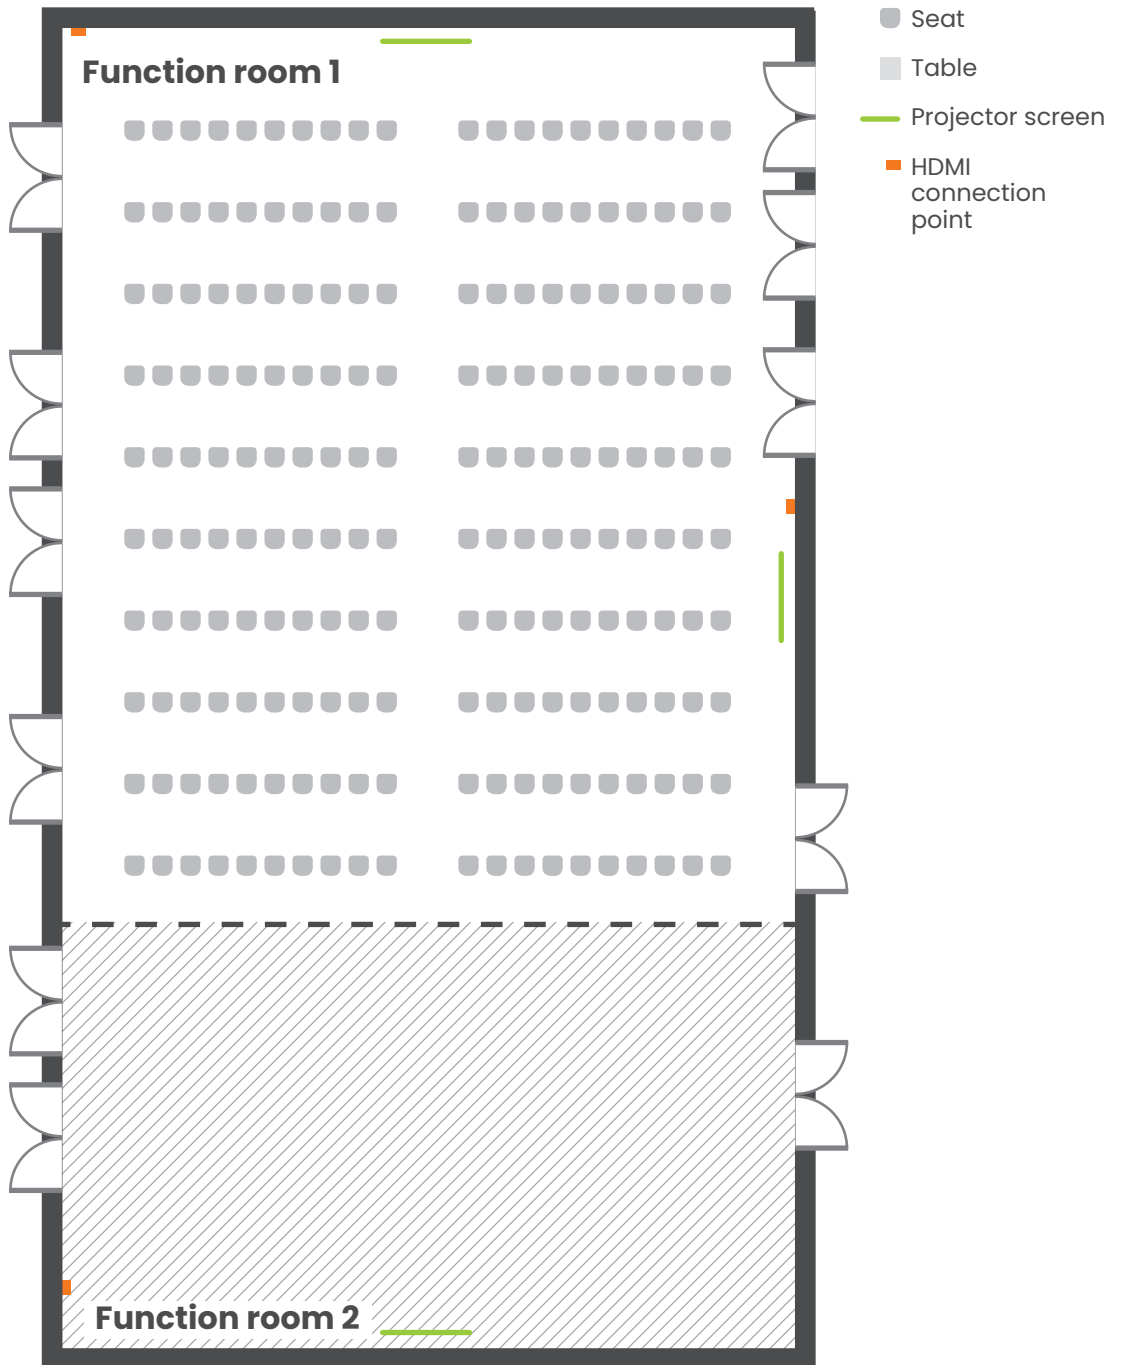 Function room 1
Seat
Table
Projector screen
HDMI
connection
point
Function room 2